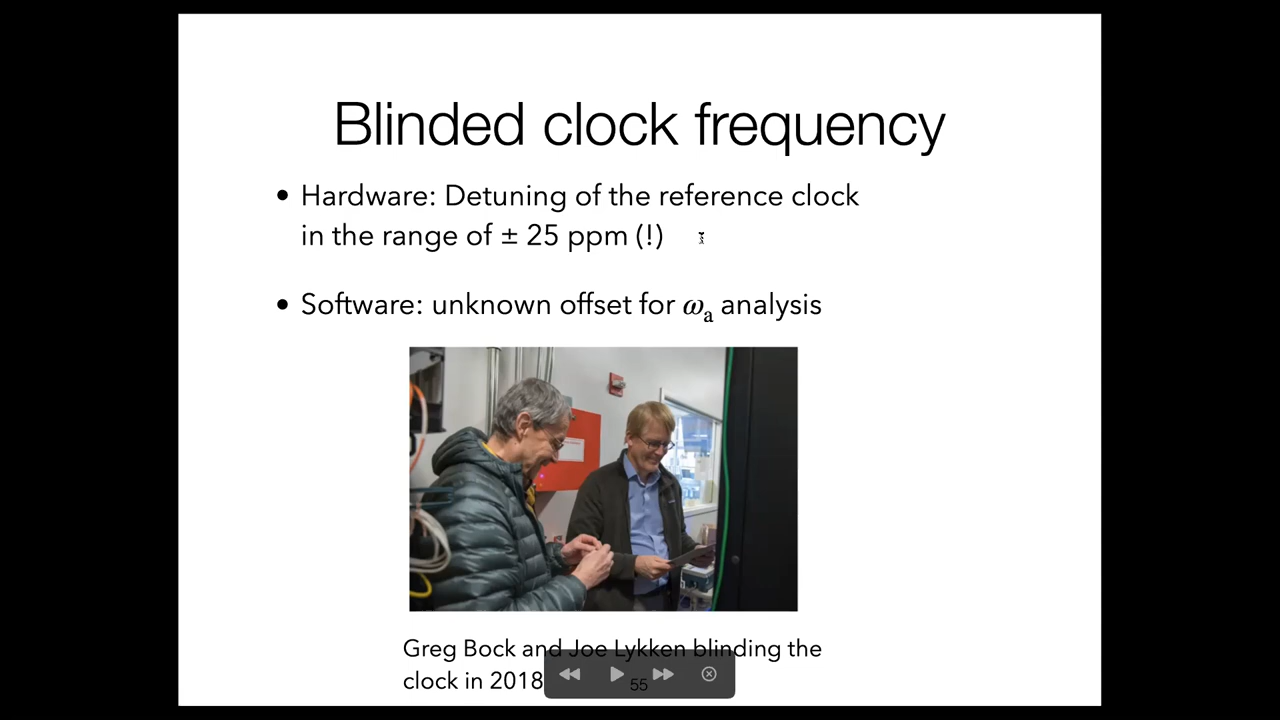 Blinded clock frequency
• Hardware: Detuning of the reference clock
in the range of ± 25 ppm (!)
• Software: unknown offset for ωa analysis
Greg Bock and Joe Lykken blinding the
clock in 2018
55